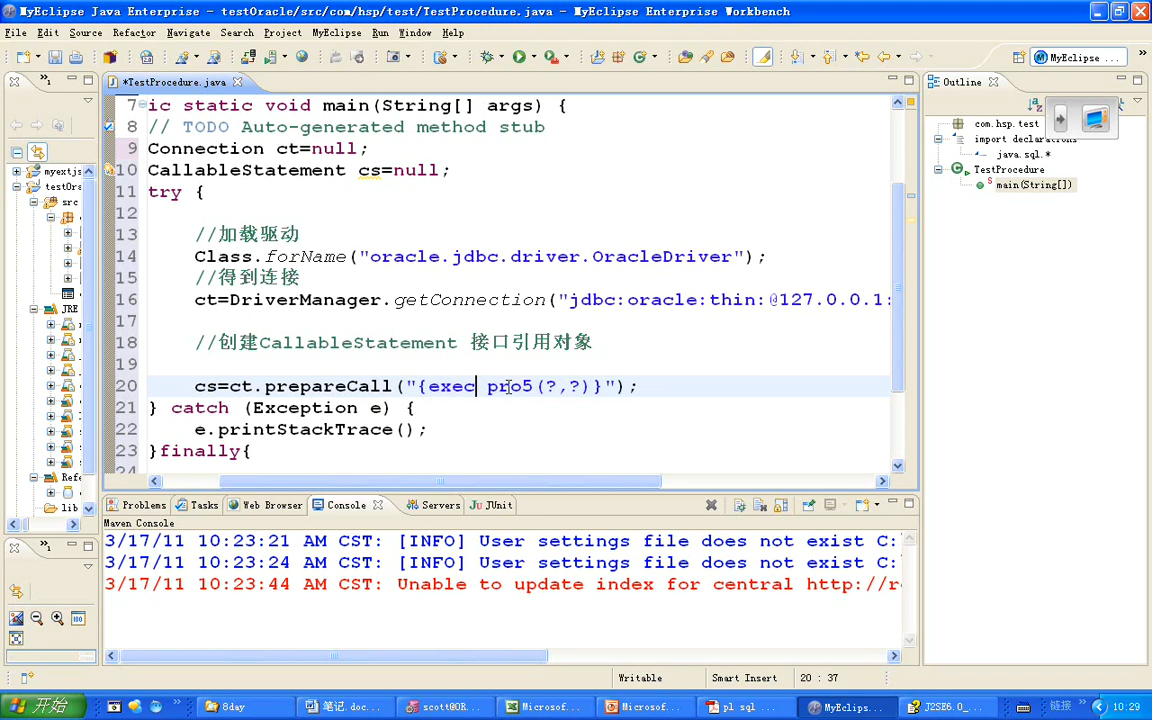 MyEclipse Java Enterprise - testOracle/src/com/hsp/test/TestProcedure.java - MyEclipse Enterprise Workbench
File Edit Source Refactor Navigate Search Project MyEclipse Run Window Help
MyEclipse ...
*TestProcedure.java
Outline
7 ic static void main(String[] args) {
8 // TODO Auto-generated method stub
9 Connection ct=null;
10 CallableStatement cs=null;
11 try {
12
13 //加载驱动
14 Class.forName("oracle.jdbc.driver.OracleDriver");
15 //得到连接
16 ct=DriverManager.getConnection("jdbc:oracle:thin:@127.0.0.1:
17
18 //创建CallableStatement 接口引用对象
19
20 cs=ct.prepareCall("{exec pro5(?,?)}");
21 } catch (Exception e) {
22 e.printStackTrace();
23 }finally{
24
myextjs
testOra
src
JRE
Refe
lib
com.hsp.test
import declarations
java.sql.*
TestProcedure
main(String[])
Problems Tasks Web Browser Console Servers JUnit
Maven Console
3/17/11 10:23:21 AM CST: [INFO] User settings file does not exist C:
3/17/11 10:23:24 AM CST: [INFO] User settings file does not exist C:
3/17/11 10:23:44 AM CST: Unable to update index for central http://r
Writable Smart Insert 20 : 37
开始 8day 笔记.doc... scott@OR... Microsof... Microsof... pl sql ... MyEclips... J2SE6.0_... 链接 10:29